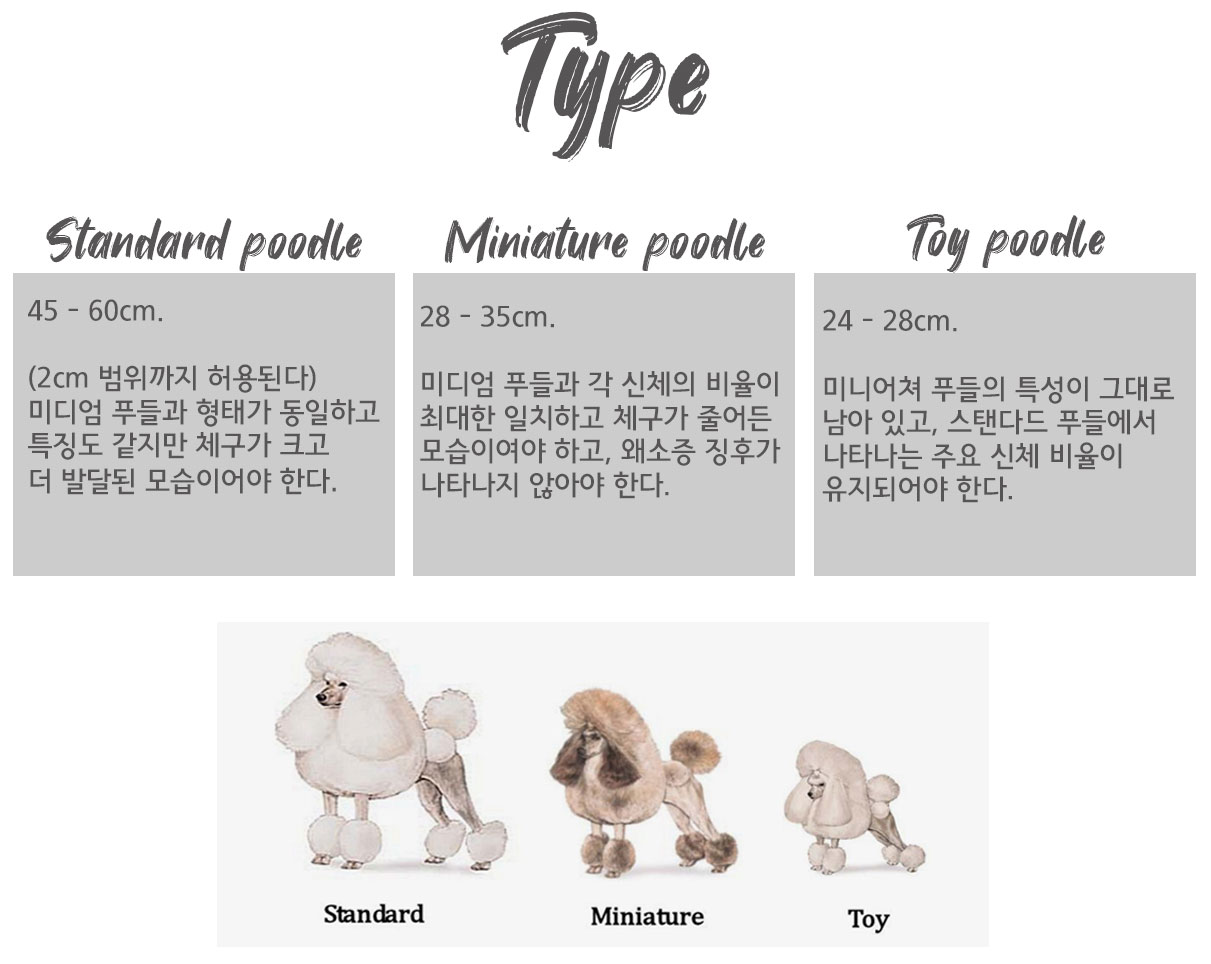 Type
Standard poodle
45 - 60cm.
(2cm 범위까지 허용된다)
미디엄 푸들과 형태가 동일하고
특징도 같지만 체구가 크고
더 발달된 모습이어야 한다.
Miniature poodle
28 - 35cm.
미디엄 푸들과 각 신체의 비율이
최대한 일치하고 체구가 줄어든
모습이여야 하고, 왜소증 징후가
나타나지 않아야 한다.
Toy poodle
24 - 28cm.
미니어쳐 푸들의 특성이 그대로
남아 있고, 스탠다드 푸들에서
나타나는 주요 신체 비율이
유지되어야 한다.
Standard
Miniature
Toy